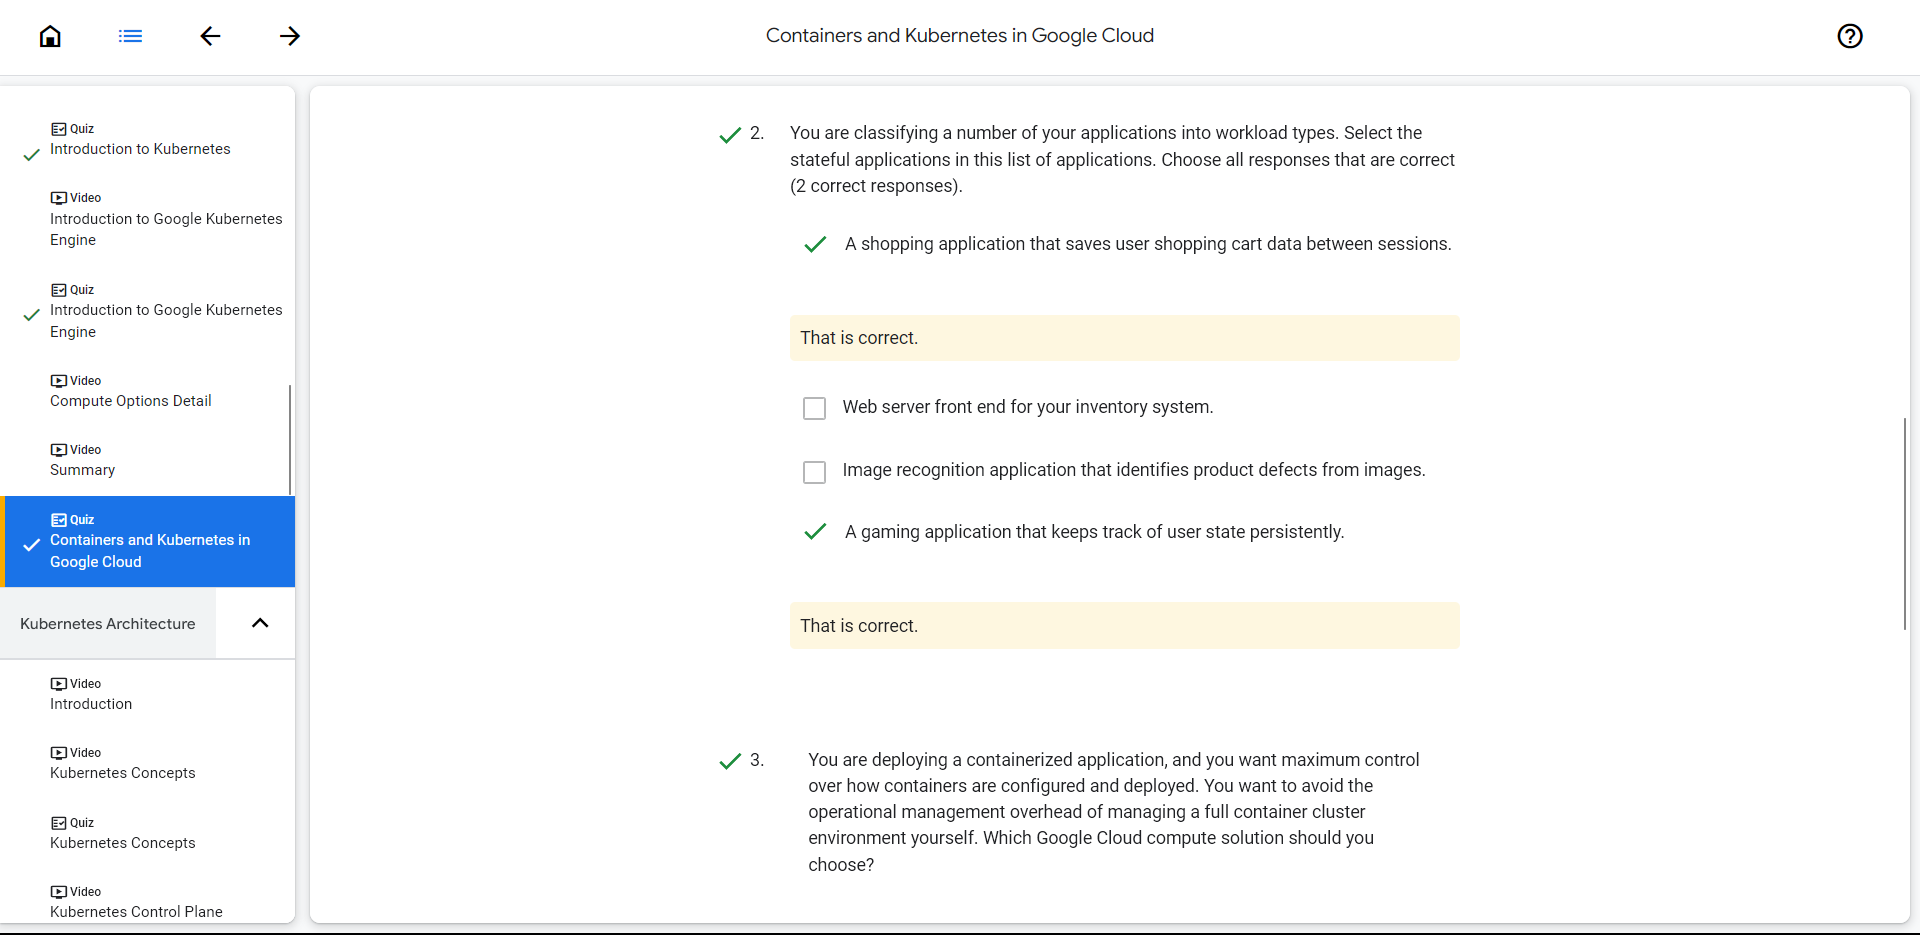 Containers and Kubernetes in Google Cloud
Quiz
Introduction to Kubernetes
Video
Introduction to Google Kubernetes
Engine
Quiz
Introduction to Google Kubernetes
Engine
Video
Compute Options Detail
Video
Summary
Quiz
Containers and Kubernetes in
Google Cloud
Kubernetes Architecture
Video
Introduction
Video
Kubernetes Concepts
Quiz
Kubernetes Concepts
Video
Kubernetes Control Plane
2. You are classifying a number of your applications into workload types. Select the
stateful applications in this list of applications. Choose all responses that are correct
(2 correct responses).
A shopping application that saves user shopping cart data between sessions.
That is correct.
Web server front end for your inventory system.
Image recognition application that identifies product defects from images.
A gaming application that keeps track of user state persistently.
That is correct.
3. You are deploying a containerized application, and you want maximum control
over how containers are configured and deployed. You want to avoid the
operational management overhead of managing a full container cluster
environment yourself. Which Google Cloud compute solution should you
choose?